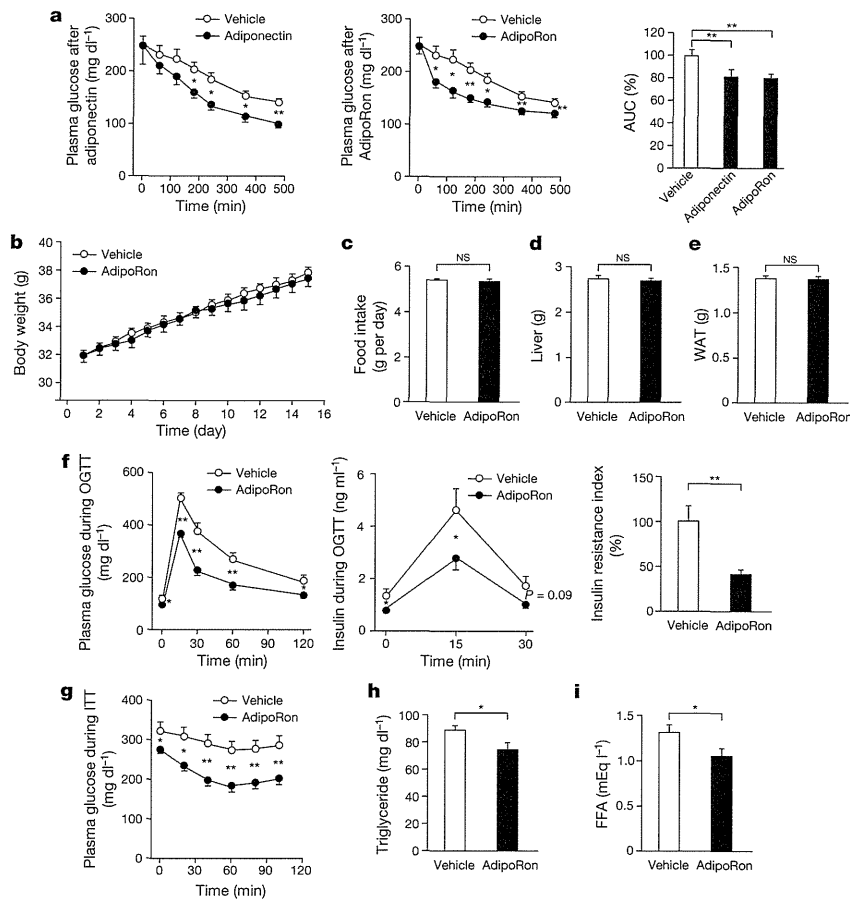 a
Plasma glucose after
adiponectin (mg dl⁻¹)
300
200
100
0
Vehicle
Adiponectin
*
*
*
**
0 100 200 300 400 500
Time (min)
Plasma glucose after
AdipoRon (mg dl⁻¹)
300
200
100
0
Vehicle
AdipoRon
*
*
**
*
**
**
0 100 200 300 400 500
Time (min)
AUC (%)
120
100
80
60
40
20
0
**
**
Vehicle
Adiponectin
AdipoRon
b
Body weight (g)
40
38
36
34
32
30
Vehicle
AdipoRon
0 2 4 6 8 10 12 14 16
Time (day)
c
Food intake
(g per day)
6
4
2
0
NS
Vehicle AdipoRon
d
Liver (g)
3
2
1
0
NS
Vehicle AdipoRon
e
WAT (g)
1.5
1.0
0.5
0
NS
Vehicle AdipoRon
f
Plasma glucose during OGTT
(mg dl⁻¹)
600
400
200
0
Vehicle
AdipoRon
*
**
**
**
*
0 30 60 90 120
Time (min)
Insulin during OGTT (ng ml⁻¹)
6
4
2
0
Vehicle
AdipoRon
*
*
P = 0.09
0 15 30
Time (min)
Insulin resistance index
(%)
150
100
50
0
**
Vehicle AdipoRon
g
Plasma glucose during ITT
(mg dl⁻¹)
400
300
200
100
0
Vehicle
AdipoRon
*
*
**
**
**
**
0 30 60 90 120
Time (min)
h
Triglyceride (mg dl⁻¹)
100
80
60
40
20
0
*
Vehicle AdipoRon
i
FFA (mEq l⁻¹)
1.5
1.0
0.5
0
*
Vehicle AdipoRon